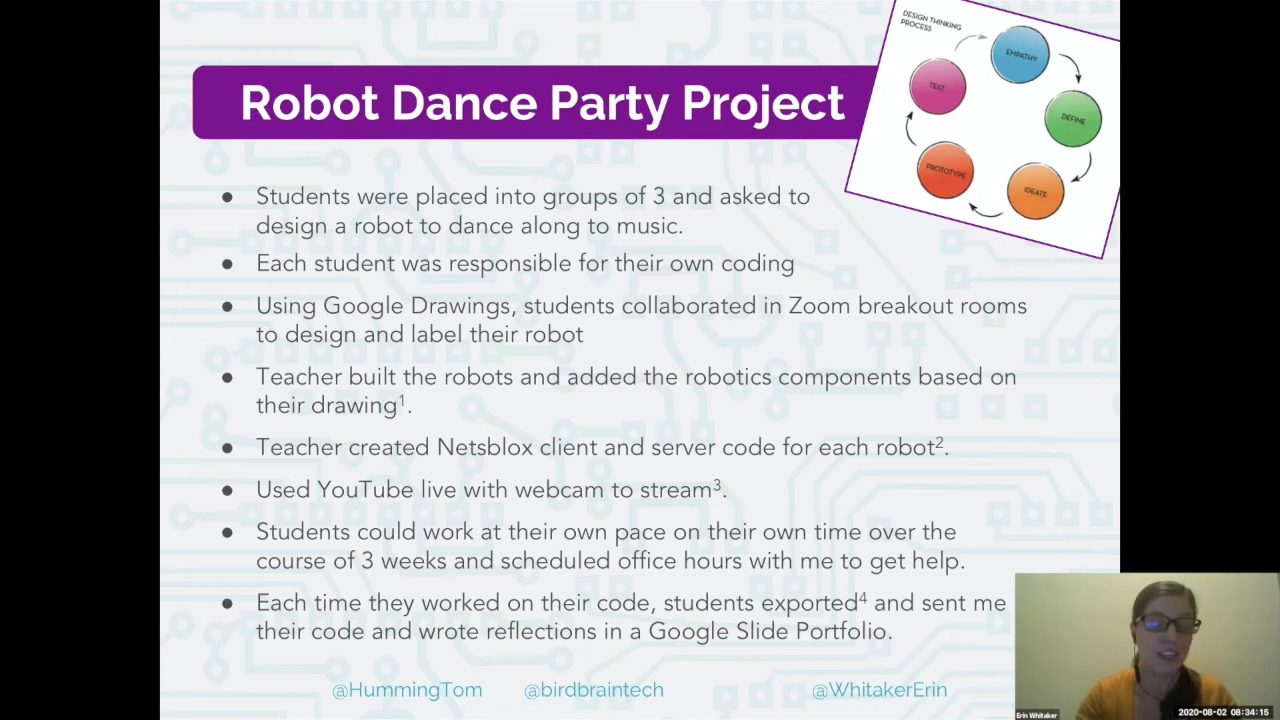 DESIGN THINKING
PROCESS
EMPATHY
TEST
DEFINE
PROTOTYPE
IDEATE
Robot Dance Party Project
● Students were placed into groups of 3 and asked to
design a robot to dance along to music.
● Each student was responsible for their own coding
● Using Google Drawings, students collaborated in Zoom breakout rooms
to design and label their robot
● Teacher built the robots and added the robotics components based on
their drawing¹.
● Teacher created Netsblox client and server code for each robot².
● Used YouTube live with webcam to stream³.
● Students could work at their own pace on their own time over the
course of 3 weeks and scheduled office hours with me to get help.
● Each time they worked on their code, students exported⁴ and sent me
their code and wrote reflections in a Google Slide Portfolio.
@HummingTom @birdbraintech @WhitakerErin
Erin Whitaker
2020-08-02 08:34:15